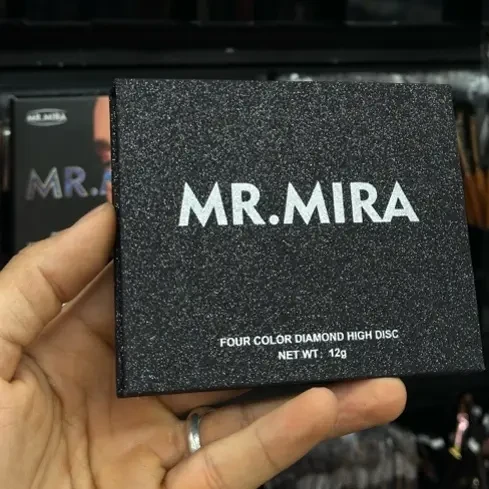 MR.MIRA
MR.MIRA
FOUR COLOR DIAMOND HIGH DISC
NET WT: 12g